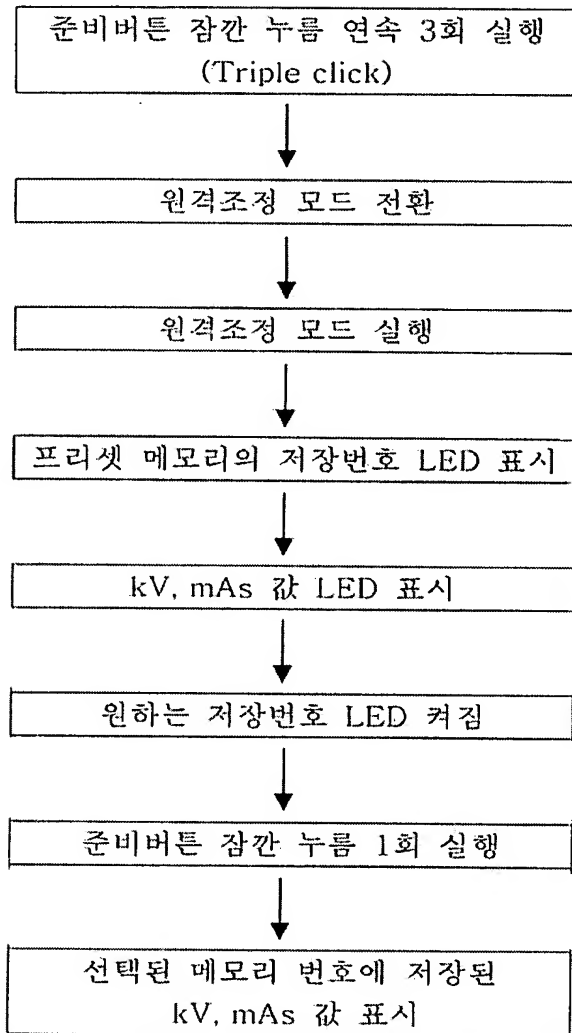 준비버튼 잠깐 누름 연속 3회 실행
(Triple click)
원격조정 모드 전환
원격조정 모드 실행
프리셋 메모리의 저장번호 LED 표시
kV, mAs 값 LED 표시
원하는 저장번호 LED 켜짐
준비버튼 잠깐 누름 1회 실행
선택된 메모리 번호에 저장된
kV, mAs 값 표시